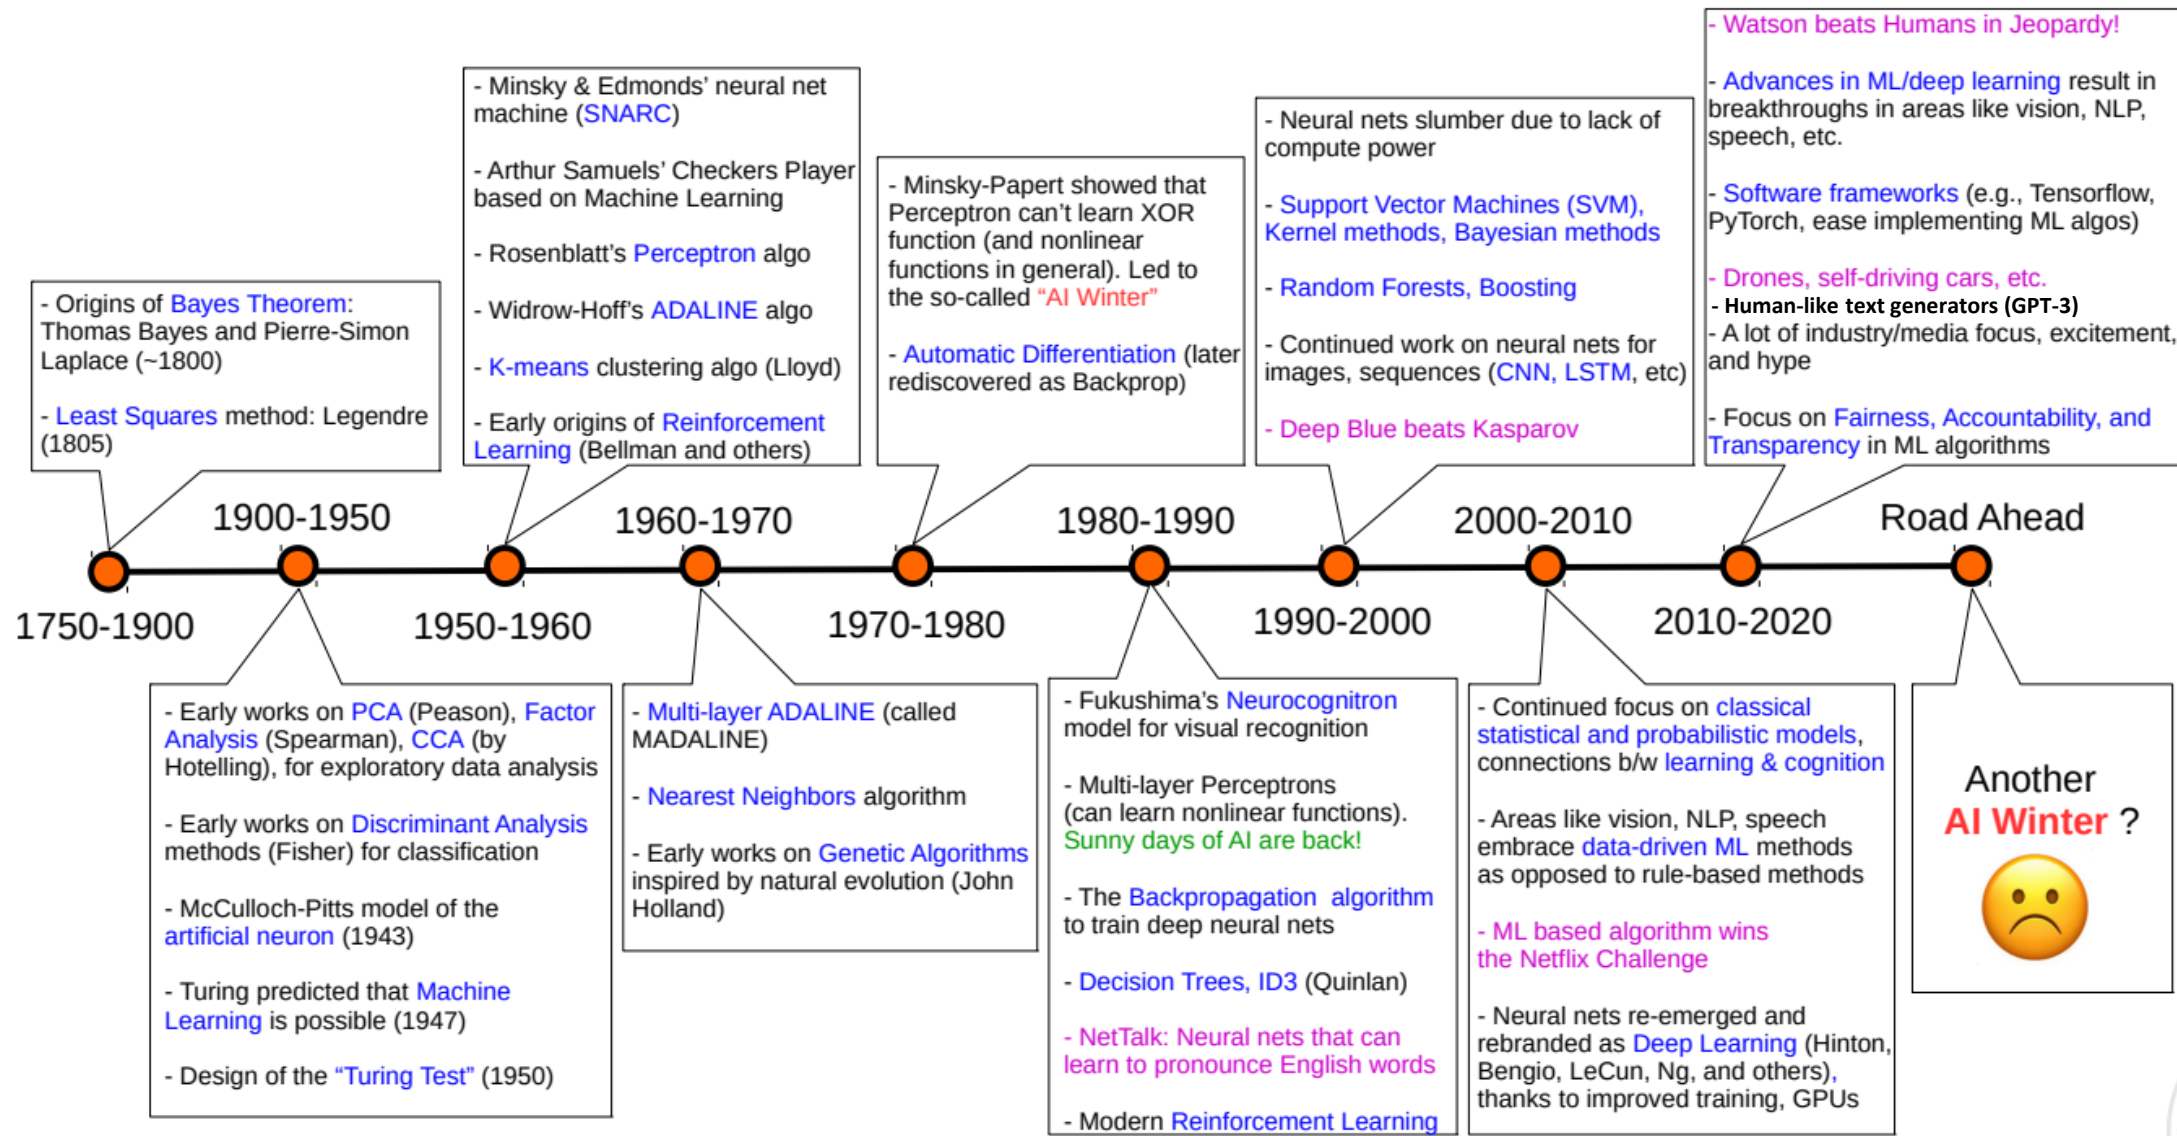 - Origins of Bayes Theorem:
Thomas Bayes and Pierre-Simon
Laplace (~1800)
- Least Squares method: Legendre
(1805)
- Minsky & Edmonds' neural net
machine (SNARC)
- Arthur Samuels' Checkers Player
based on Machine Learning
- Rosenblatt's Perceptron algo
- Widrow-Hoff's ADALINE algo
- K-means clustering algo (Lloyd)
- Early origins of Reinforcement
Learning (Bellman and others)
- Minsky-Papert showed that
Perceptron can't learn XOR
function (and nonlinear
functions in general). Led to
the so-called "AI Winter"
- Automatic Differentiation (later
rediscovered as Backprop)
- Neural nets slumber due to lack of
compute power
- Support Vector Machines (SVM),
Kernel methods, Bayesian methods
- Random Forests, Boosting
- Continued work on neural nets for
images, sequences (CNN, LSTM, etc)
- Deep Blue beats Kasparov
- Watson beats Humans in Jeopardy!
- Advances in ML/deep learning result in
breakthroughs in areas like vision, NLP,
speech, etc.
- Software frameworks (e.g., Tensorflow,
PyTorch, ease implementing ML algos)
- Drones, self-driving cars, etc.
- Human-like text generators (GPT-3)
- A lot of industry/media focus, excitement,
and hype
- Focus on Fairness, Accountability, and
Transparency in ML algorithms
1900-1950
1960-1970
1980-1990
2000-2010
Road Ahead
1750-1900
1950-1960
1970-1980
1990-2000
2010-2020
- Early works on PCA (Peason), Factor
Analysis (Spearman), CCA (by
Hotelling), for exploratory data analysis
- Early works on Discriminant Analysis
methods (Fisher) for classification
- McCulloch-Pitts model of the
artificial neuron (1943)
- Turing predicted that Machine
Learning is possible (1947)
- Design of the "Turing Test" (1950)
- Multi-layer ADALINE (called
MADALINE)
- Nearest Neighbors algorithm
- Early works on Genetic Algorithms
inspired by natural evolution (John
Holland)
- Fukushima's Neurocognitron
model for visual recognition
- Multi-layer Perceptrons
(can learn nonlinear functions).
Sunny days of AI are back!
- The Backpropagation algorithm
to train deep neural nets
- Decision Trees, ID3 (Quinlan)
- NetTalk: Neural nets that can
learn to pronounce English words
- Modern Reinforcement Learning
- Continued focus on classical
statistical and probabilistic models,
connections b/w learning & cognition
- Areas like vision, NLP, speech
embrace data-driven ML methods
as opposed to rule-based methods
- ML based algorithm wins
the Netflix Challenge
- Neural nets re-emerged and
rebranded as Deep Learning (Hinton,
Bengio, LeCun, Ng, and others),
thanks to improved training, GPUs
Another
AI Winter ?